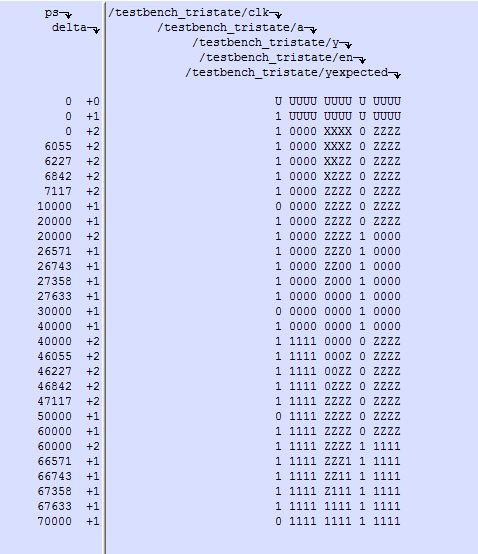 ps /testbench_tristate/clk
delta /testbench_tristate/a
/testbench_tristate/y
/testbench_tristate/en
/testbench_tristate/yexpected
0 +0 U UUUU UUUU U UUUU
0 +1 1 UUUU UUUU U UUUU
0 +2 1 0000 XXXX 0 ZZZZ
6055 +2 1 0000 XXXZ 0 ZZZZ
6227 +2 1 0000 XXZZ 0 ZZZZ
6842 +2 1 0000 XZZZ 0 ZZZZ
7117 +2 1 0000 ZZZZ 0 ZZZZ
10000 +1 0 0000 ZZZZ 0 ZZZZ
20000 +1 1 0000 ZZZZ 0 ZZZZ
20000 +2 1 0000 ZZZZ 1 0000
26571 +1 1 0000 ZZZ0 1 0000
26743 +1 1 0000 ZZ00 1 0000
27358 +1 1 0000 Z000 1 0000
27633 +1 1 0000 0000 1 0000
30000 +1 0 0000 0000 1 0000
40000 +1 1 0000 0000 1 0000
40000 +2 1 1111 0000 0 ZZZZ
46055 +2 1 1111 000Z 0 ZZZZ
46227 +2 1 1111 00ZZ 0 ZZZZ
46842 +2 1 1111 0ZZZ 0 ZZZZ
47117 +2 1 1111 ZZZZ 0 ZZZZ
50000 +1 0 1111 ZZZZ 0 ZZZZ
60000 +1 1 1111 ZZZZ 0 ZZZZ
60000 +2 1 1111 ZZZZ 1 1111
66571 +1 1 1111 ZZZ1 1 1111
66743 +1 1 1111 ZZ11 1 1111
67358 +1 1 1111 Z111 1 1111
67633 +1 1 1111 1111 1 1111
70000 +1 0 1111 1111 1 1111